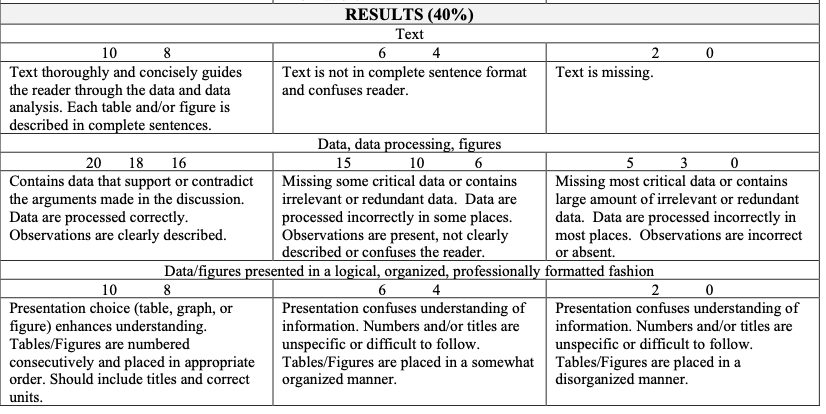 RESULTS (40%)
Text
10 8
6 4
2 0
Text thoroughly and concisely guides
the reader through the data and data
analysis. Each table and/or figure is
described in complete sentences.
Text is not in complete sentence format
and confuses reader.
Text is missing.
Data, data processing, figures
20 18 16
15 10 6
5 3 0
Contains data that support or contradict
the arguments made in the discussion.
Data are processed correctly.
Observations are clearly described.
Missing some critical data or contains
irrelevant or redundant data. Data are
processed incorrectly in some places.
Observations are present, not clearly
described or confuses the reader.
Missing most critical data or contains
large amount of irrelevant or redundant
data. Data are processed incorrectly in
most places. Observations are incorrect
or absent.
Data/figures presented in a logical, organized, professionally formatted fashion
10 8
6 4
2 0
Presentation choice (table, graph, or
figure) enhances understanding.
Tables/Figures are numbered
consecutively and placed in appropriate
order. Should include titles and correct
units.
Presentation confuses understanding of
information. Numbers and/or titles are
unspecific or difficult to follow.
Tables/Figures are placed in a somewhat
organized manner.
Presentation confuses understanding of
information. Numbers and/or titles are
unspecific or difficult to follow.
Tables/Figures are placed in a
disorganized manner.